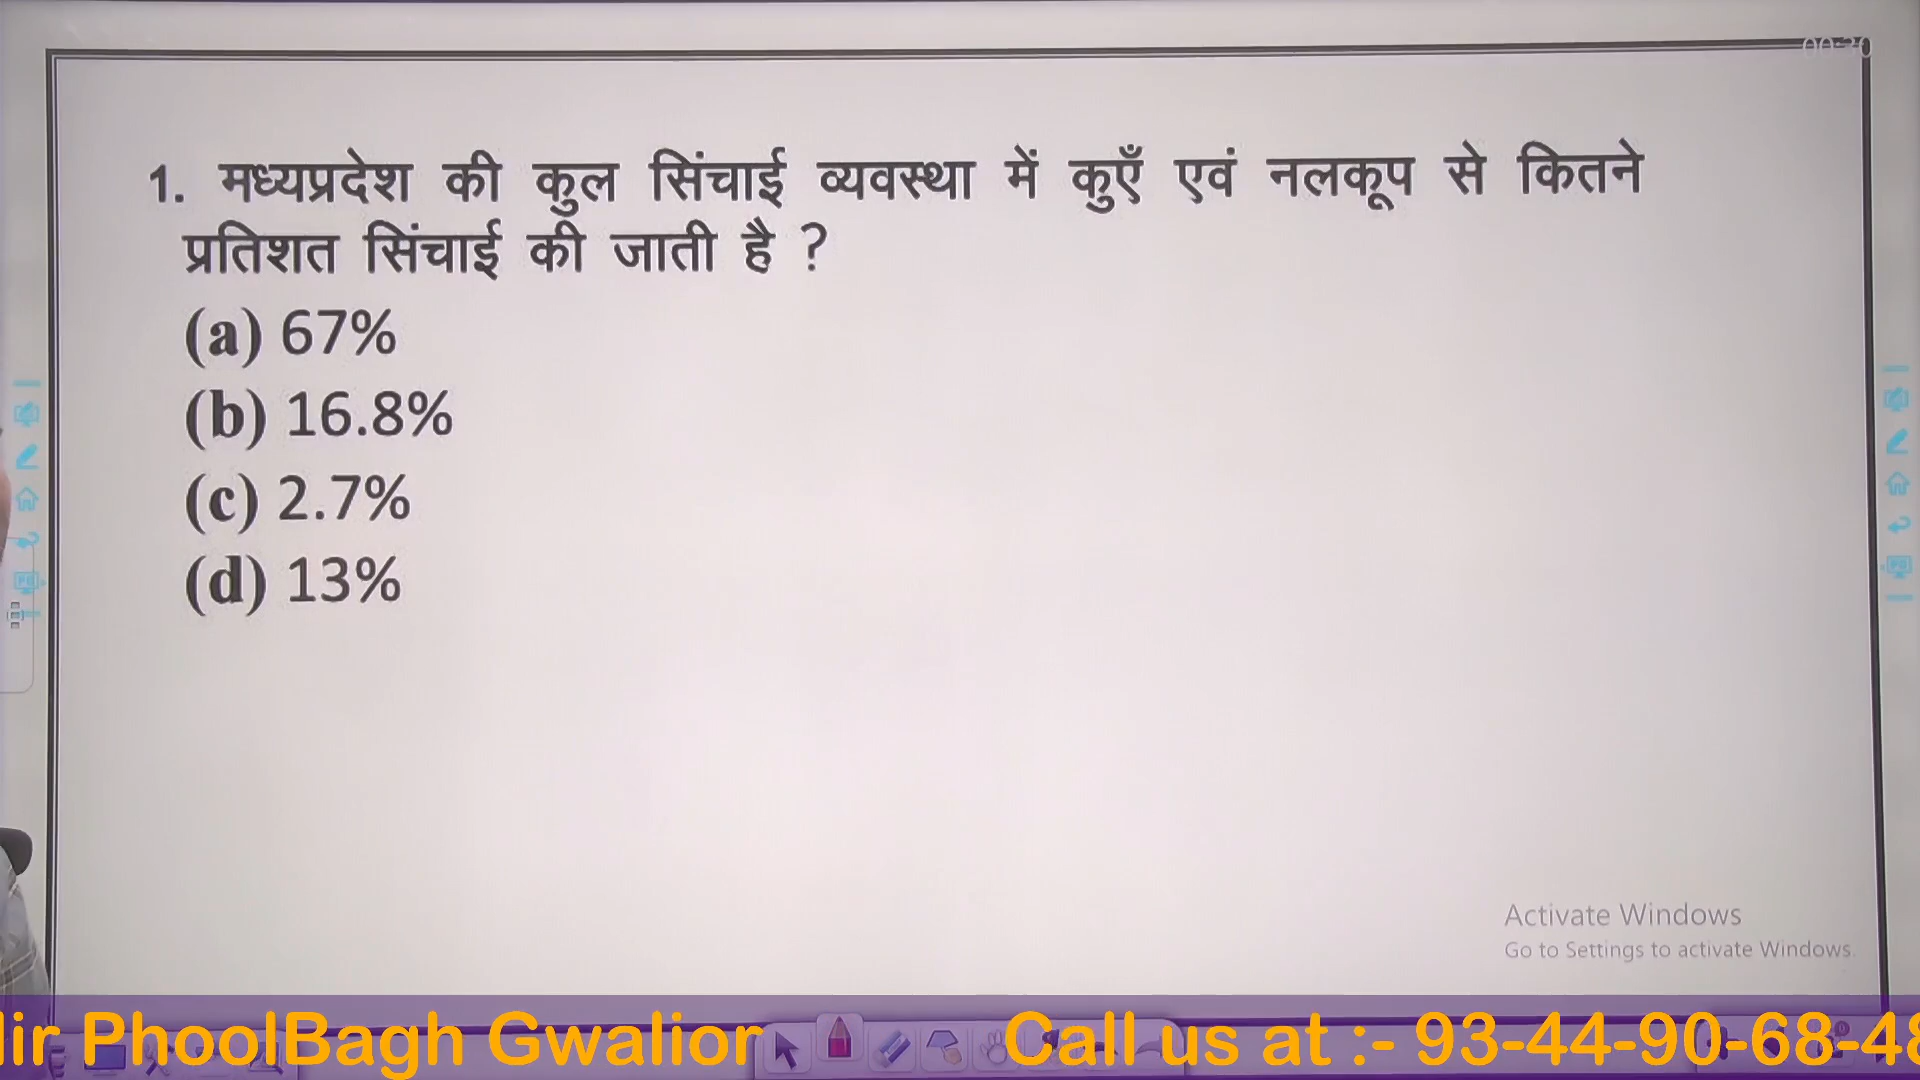 1. मध्यप्रदेश की कुल सिंचाई व्यवस्था में कुएँ एवं नलकूप से कितने
प्रतिशत सिंचाई की जाती है ?
(a) 67%
(b) 16.8%
(c) 2.7%
(d) 13%
Activate Windows
Go to Settings to activate Windows.
PhoolBagh Gwalior
Call us at :- 93-44-90-68-48